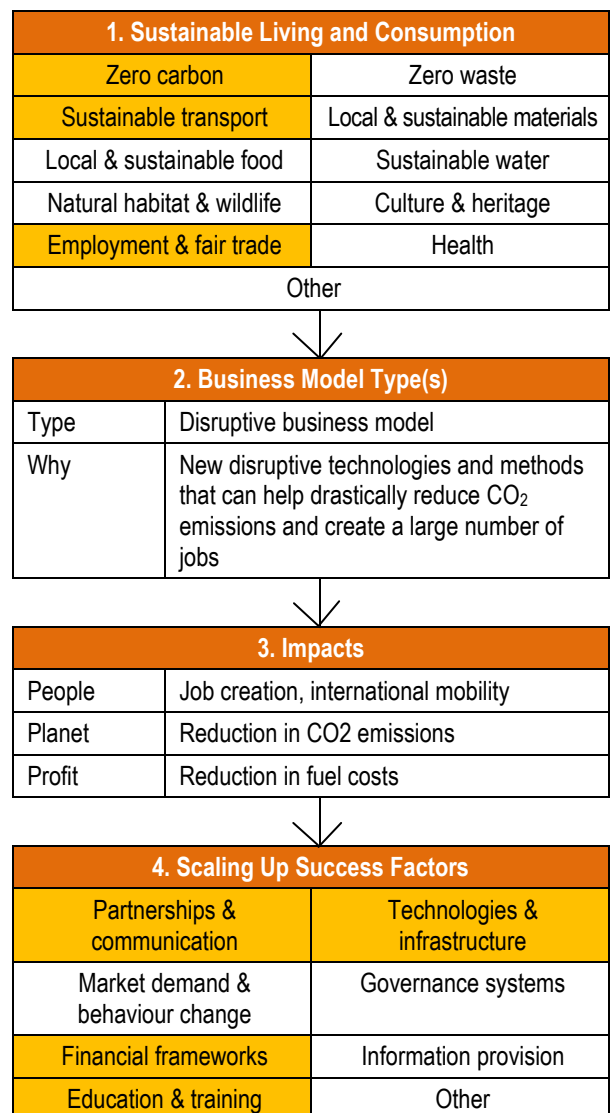 1. Sustainable Living and Consumption
Zero carbon
Zero waste
Sustainable transport
Local & sustainable materials
Local & sustainable food
Sustainable water
Natural habitat & wildlife
Culture & heritage
Employment & fair trade
Health
Other
2. Business Model Type(s)
Type
Disruptive business model
Why
New disruptive technologies and methods
that can help drastically reduce CO₂
emissions and create a large number of
jobs
3. Impacts
People
Job creation, international mobility
Planet
Reduction in CO2 emissions
Profit
Reduction in fuel costs
4. Scaling Up Success Factors
Partnerships &
communication
Technologies &
infrastructure
Market demand &
behaviour change
Governance systems
Financial frameworks
Information provision
Education & training
Other